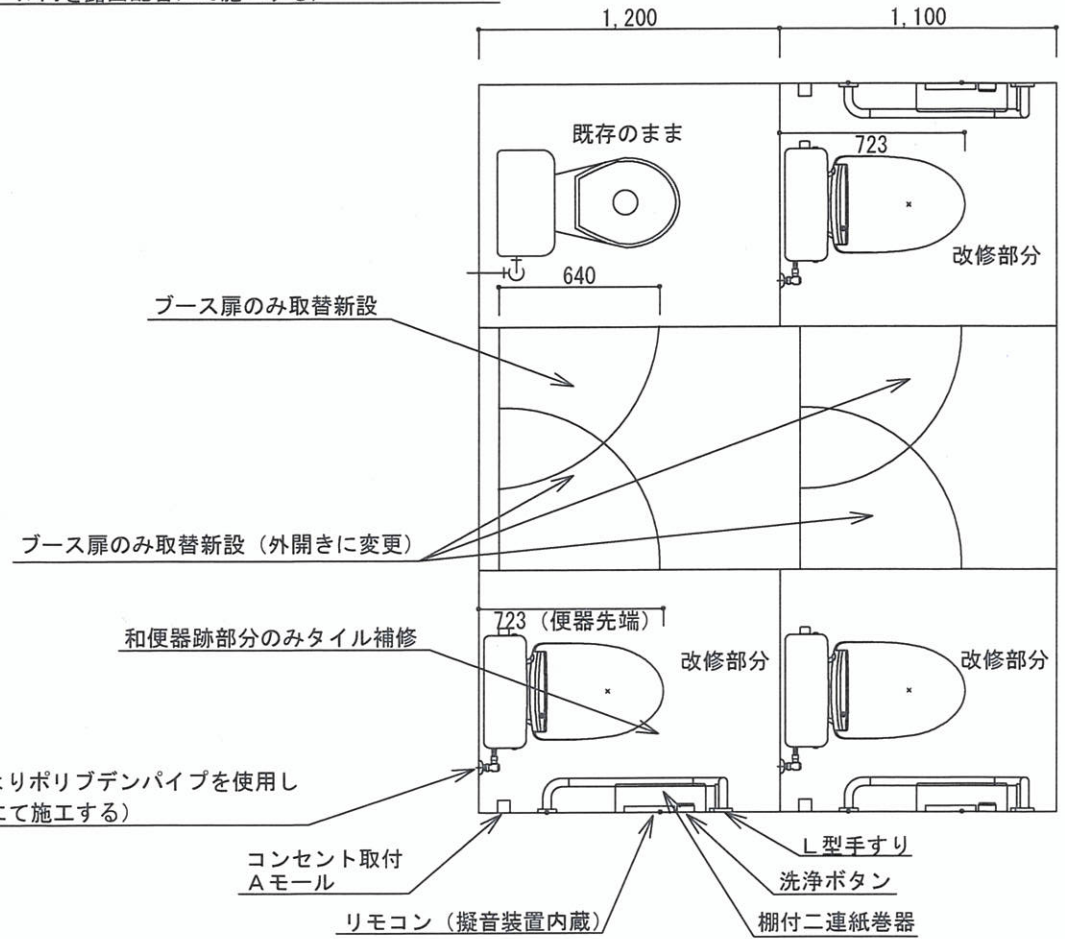 1,200
1,100
既存のまま
723
改修部分
640
ブース扉のみ取替新設
ブース扉のみ取替新設（外開きに変更）
723（便器先端）
和便器跡部分のみタイル補修
改修部分
改修部分
よりポリブデンパイプを使用し
にて施工する）
コンセント取付
Aモール
L型手すり
洗浄ボタン
リモコン（擬音装置内蔵）
棚付二連紙巻器